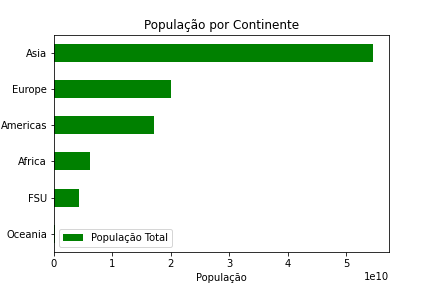 População por Continente
Asia
Europe
Americas
Africa
FSU
Oceania
População Total
0 1 2 3 4 5
1e10
População